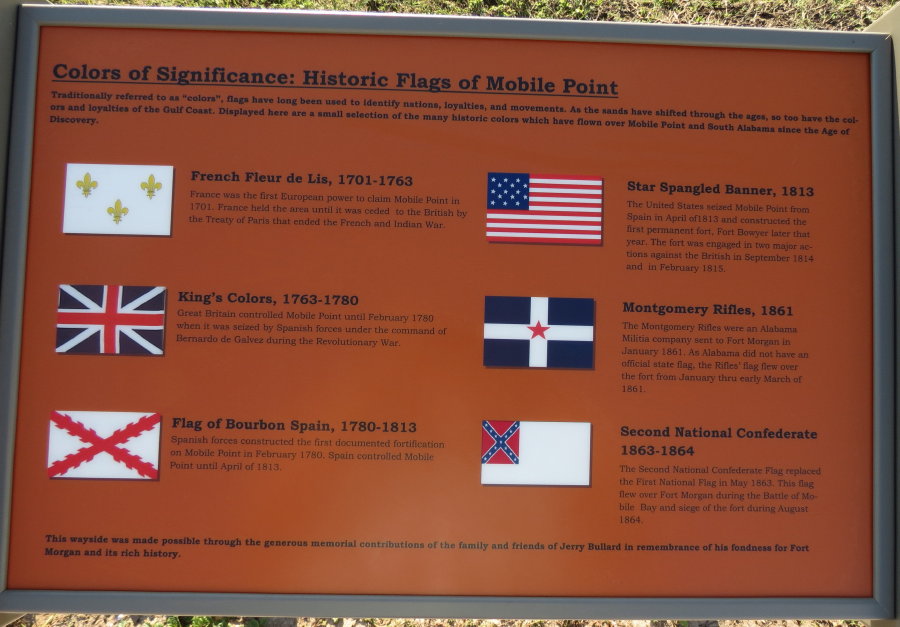 Colors of Significance: Historic Flags of Mobile Point
Traditionally referred to as "colors", flags have long been used to identify nations, loyalties, and movements. As the sands have shifted through the ages, so too have the col-
ors and loyalties of the Gulf Coast. Displayed here are a small selection of the many historic colors which have flown over Mobile Point and South Alabama since the Age of
Discovery.
French Fleur de Lis, 1701-1763
France was the first European power to claim Mobile Point in
1701. France held the area until it was ceded to the British by
the Treaty of Paris that ended the French and Indian War.
King's Colors, 1763-1780
Great Britain controlled Mobile Point until February 1780
when it was seized by Spanish forces under the command of
Bernardo de Galvez during the Revolutionary War.
Flag of Bourbon Spain, 1780-1813
Spanish forces constructed the first documented fortification
on Mobile Point in February 1780. Spain controlled Mobile
Point until April of 1813.
Star Spangled Banner, 1813
The United States seized Mobile Point from
Spain in April of1813 and constructed the
first permanent fort, Fort Bowyer later that
year. The fort was engaged in two major ac-
tions against the British in September 1814
and in February 1815.
Montgomery Rifles, 1861
The Montgomery Rifles were an Alabama
Militia company sent to Fort Morgan in
January 1861. As Alabama did not have an
official state flag, the Rifles' flag flew over
the fort from January thru early March of
1861.
Second National Confederate
1863-1864
The Second National Confederate Flag replaced
the First National Flag in May 1863. This flag
flew over Fort Morgan during the Battle of Mo-
bile Bay and siege of the fort during August
1864.
This wayside was made possible through the generous memorial contributions of the family and friends of Jerry Bullard in remembrance of his fondness for Fort
Morgan and its rich history.